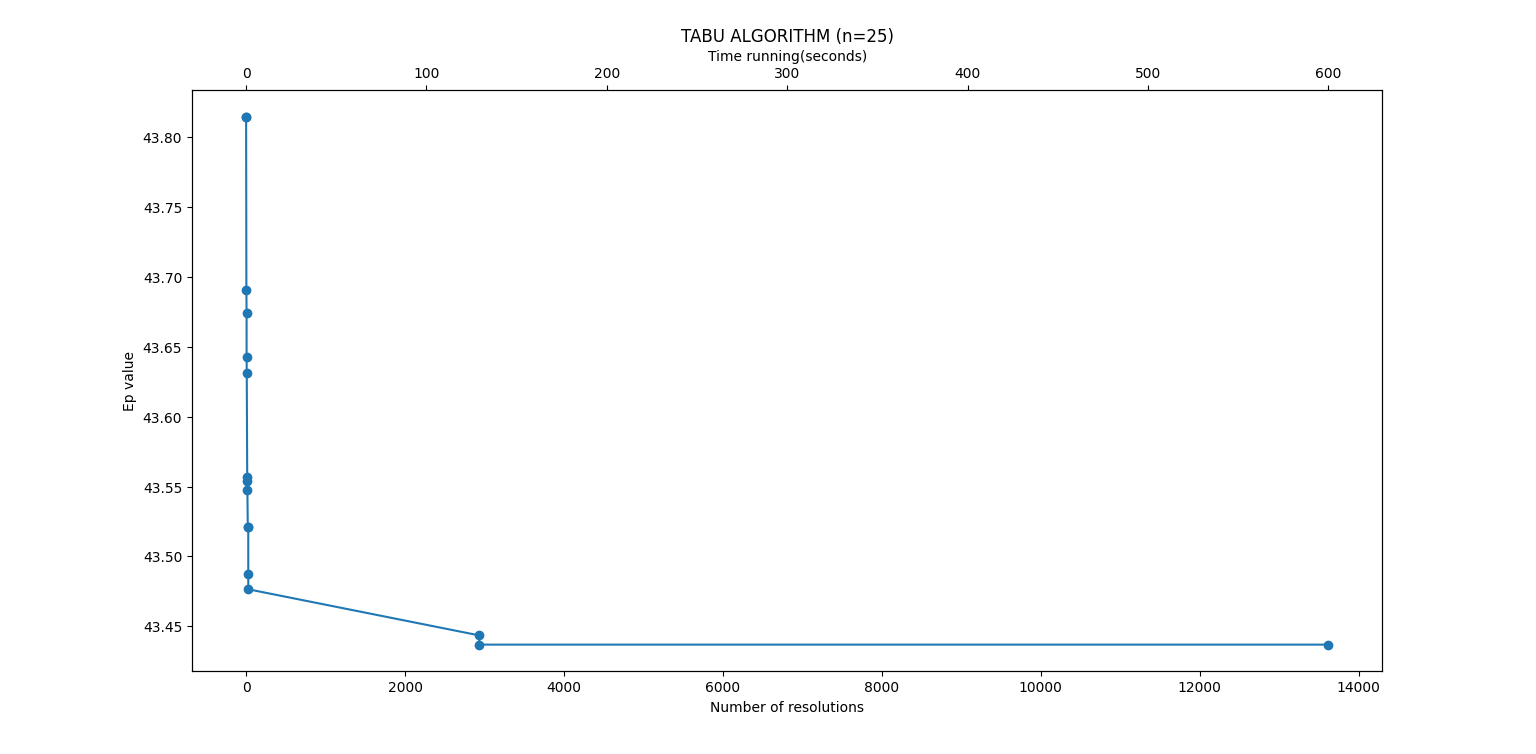 TABU ALGORITHM (n=25)
Time running(seconds)
0 100 200 300 400 500 600
43.80
43.75
43.70
43.65
43.60
43.55
43.50
43.45
Ep value
0 2000 4000 6000 8000 10000 12000 14000
Number of resolutions